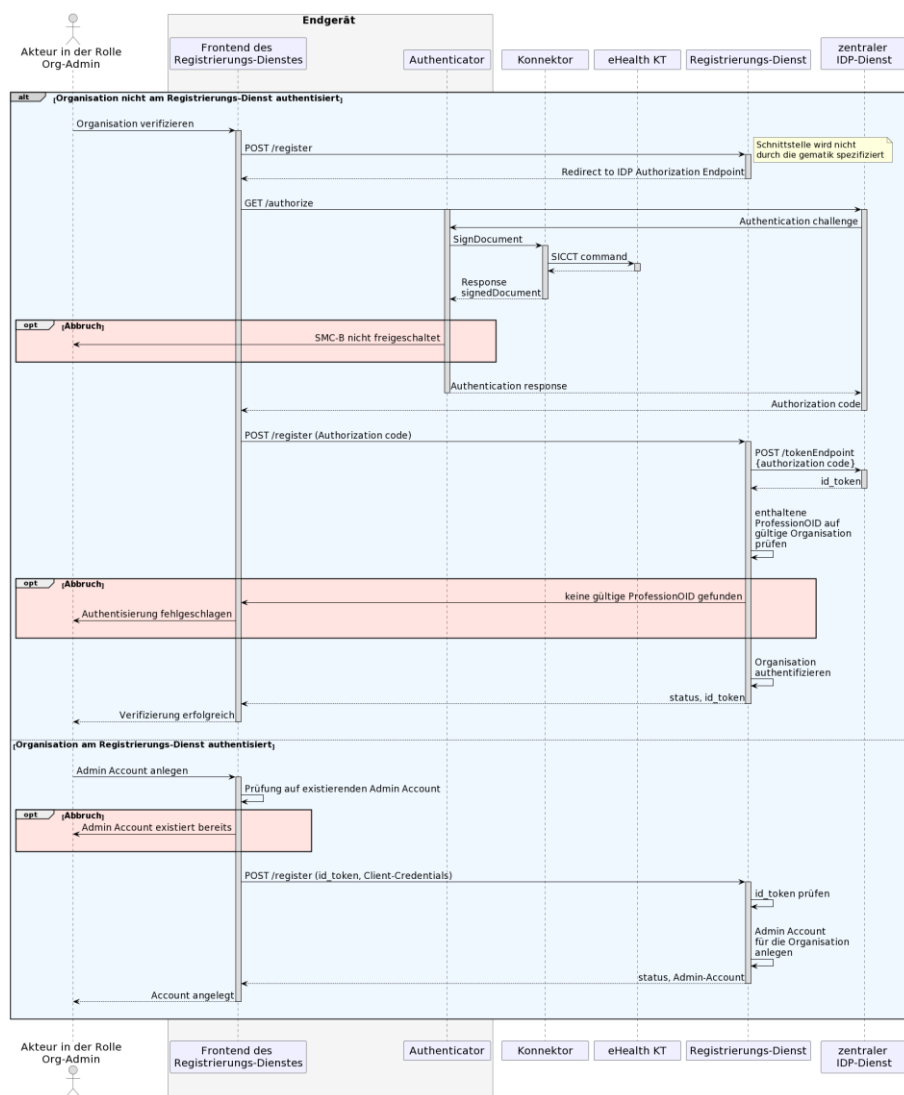 Endgerät
Akteur in der Rolle
Org-Admin
Frontend des
Registrierungs-Dienstes
Authenticator
Konnektor
eHealth KT
Registrierungs-Dienst
zentraler
IDP-Dienst
alt
[Organisation nicht am Registrierungs-Dienst authentisiert]
Organisation verifizieren
POST /register
Schnittstelle wird nicht
durch die gematik spezifiziert
Redirect to IDP Authorization Endpoint
GET /authorize
Authentication challenge
SignDocument
SICCT command
Response
signedDocument
opt
[Abbruch]
SMC-B nicht freigeschaltet
Authentication response
Authorization code
POST /register (Authorization code)
POST /tokenEndpoint
{authorization code}
id_token
enthaltene
ProfessionOID auf
gültige Organisation
prüfen
opt
[Abbruch]
keine gültige ProfessionOID gefunden
Authentisierung fehlgeschlagen
Organisation
authentifizieren
status, id_token
Verifizierung erfolgreich
[Organisation am Registrierungs-Dienst authentisiert]
Admin Account anlegen
Prüfung auf existierenden Admin Account
opt
[Abbruch]
Admin Account existiert bereits
POST /register (id_token, Client-Credentials)
id_token prüfen
Admin Account
für die Organisation
anlegen
status, Admin-Account
Account angelegt
Akteur in der Rolle
Org-Admin
Frontend des
Registrierungs-Dienstes
Authenticator
Konnektor
eHealth KT
Registrierungs-Dienst
zentraler
IDP-Dienst